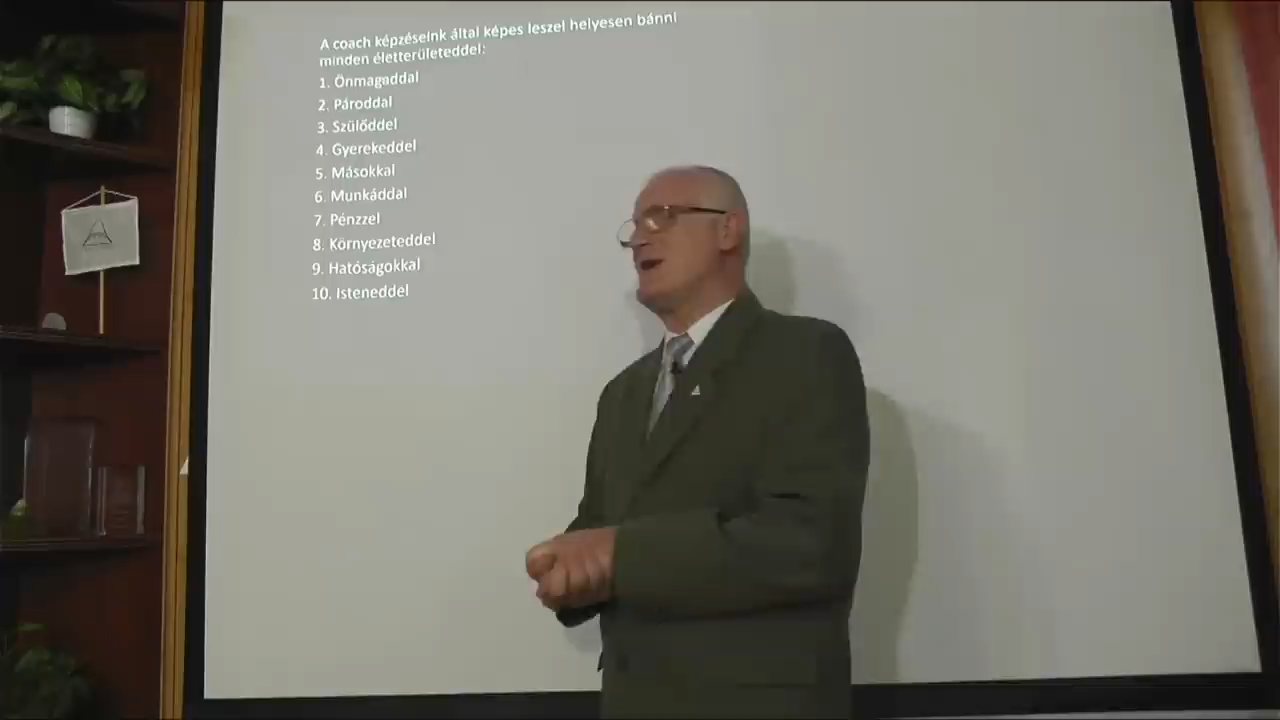 A coach képzéseink által képes leszel helyesen bánni
minden életterületeddel:
1. Önmagaddal
2. Pároddal
3. Szülőddel
4. Gyerekeddel
5. Másokkal
6. Munkáddal
7. Pénzzel
8. Környezeteddel
9. Hatóságokkal
10. Isteneddel